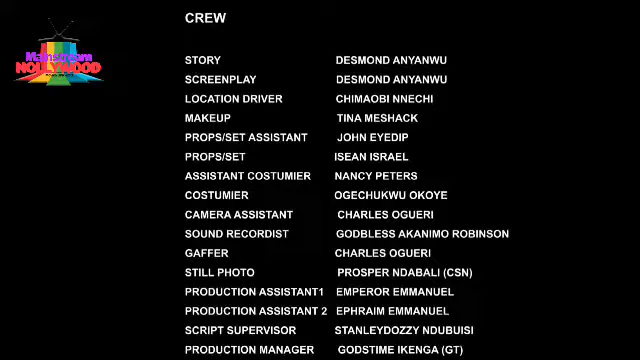 CREW
Mainstream
NOLLYWOOD
STORY DESMOND ANYANWU
SCREENPLAY DESMOND ANYANWU
LOCATION DRIVER CHIMAOBI NNECHI
MAKEUP TINA MESHACK
PROPS/SET ASSISTANT JOHN EYEDIP
PROPS/SET ISEAN ISRAEL
ASSISTANT COSTUMIER NANCY PETERS
COSTUMIER OGECHUKWU OKOYE
CAMERA ASSISTANT CHARLES OGUERI
SOUND RECORDIST GODBLESS AKANIMO ROBINSON
GAFFER CHARLES OGUERI
STILL PHOTO PROSPER NDABALI (CSN)
PRODUCTION ASSISTANT1 EMPEROR EMMANUEL
PRODUCTION ASSISTANT 2 EPHRAIM EMMANUEL
SCRIPT SUPERVISOR STANLEYDOZZY NDUBUISI
PRODUCTION MANAGER GODSTIME IKENGA (GT)